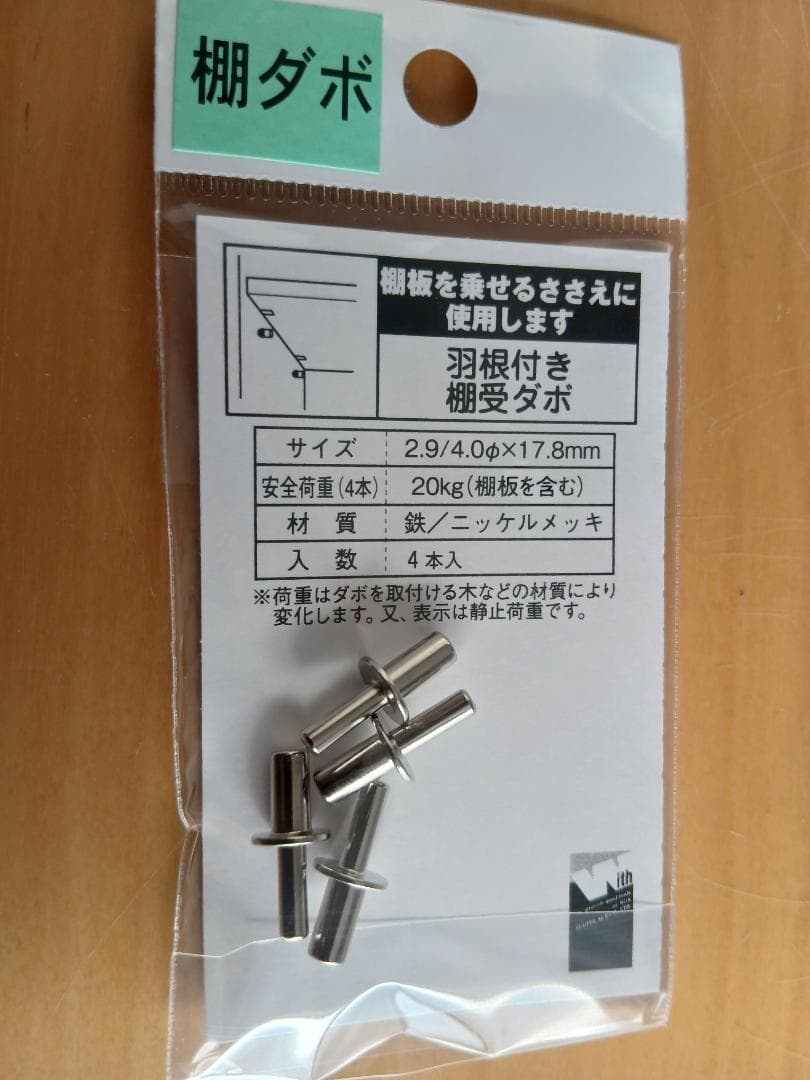 棚ダボ
棚板を乗せるささえに
使用します
羽根付き
棚受ダボ
サイズ 2.9/4.0φ×17.8mm
安全荷重(4本) 20kg(棚板を含む)
材質 鉄／ニッケルメッキ
入数 4本入
※荷重はダボを取付ける木などの材質により
変化します。又、表示は静止荷重です。
With